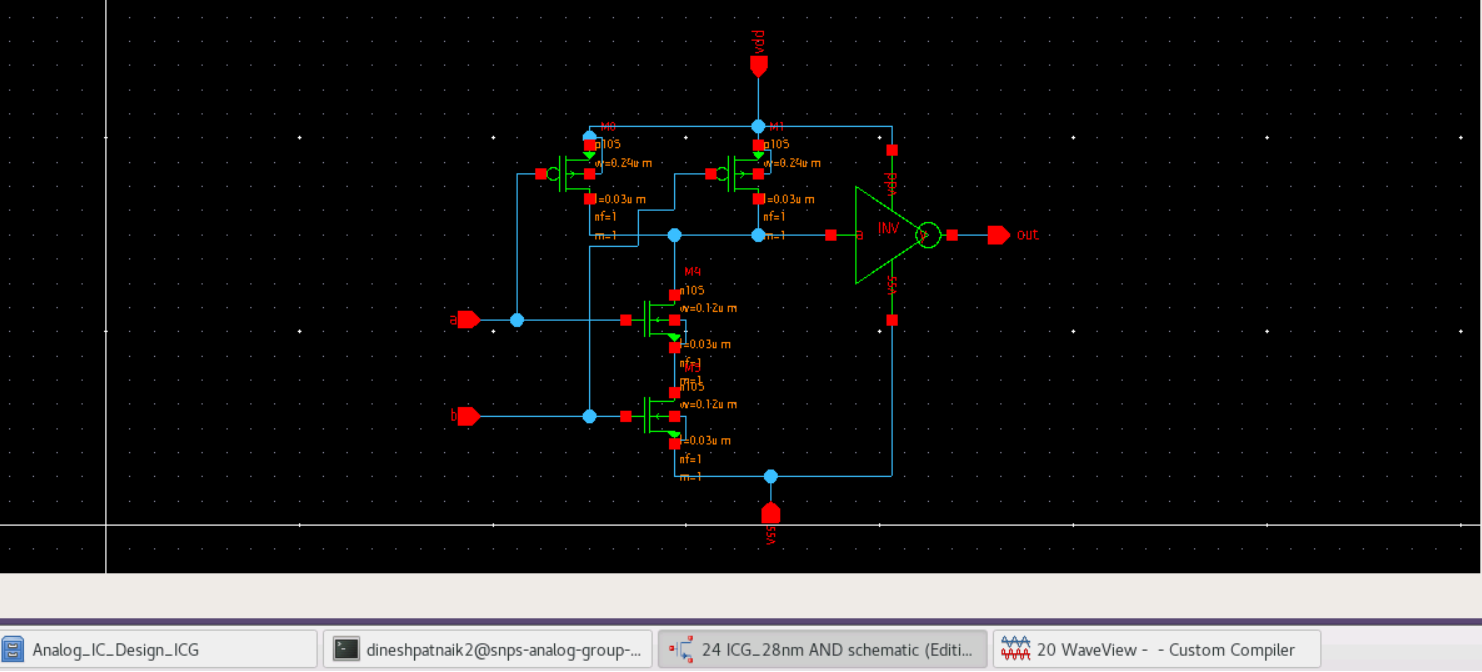 vdd
M0
M1
p105
p105
w=0.24u m
w=0.24u m
l=0.03u m
l=0.03u m
nf=1
nf=1
m=1
m=1
vdd
INV
a
out
vss
M4
n105
w=0.12u m
a
l=0.03u m
nf=1
m=1
n105
w=0.12u m
b
l=0.03u m
nf=1
m=1
vss
Analog_IC_Design_ICG
dineshpatnaik2@snps-analog-group-...
24 ICG_28nm AND schematic (Editi...
20 WaveView - - Custom Compiler